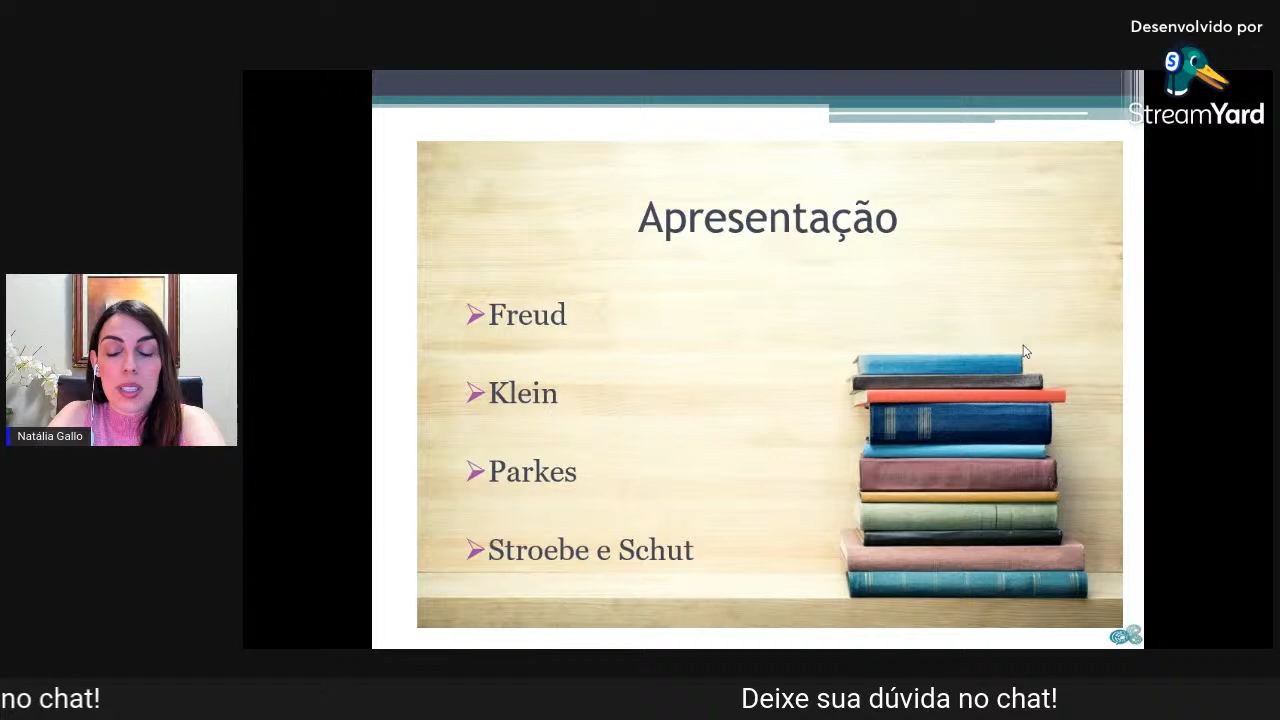 Desenvolvido por
StreamYard
Apresentação
Freud
Klein
Parkes
Stroebe e Schut
Natália Gallo
no chat!
Deixe sua dúvida no chat!